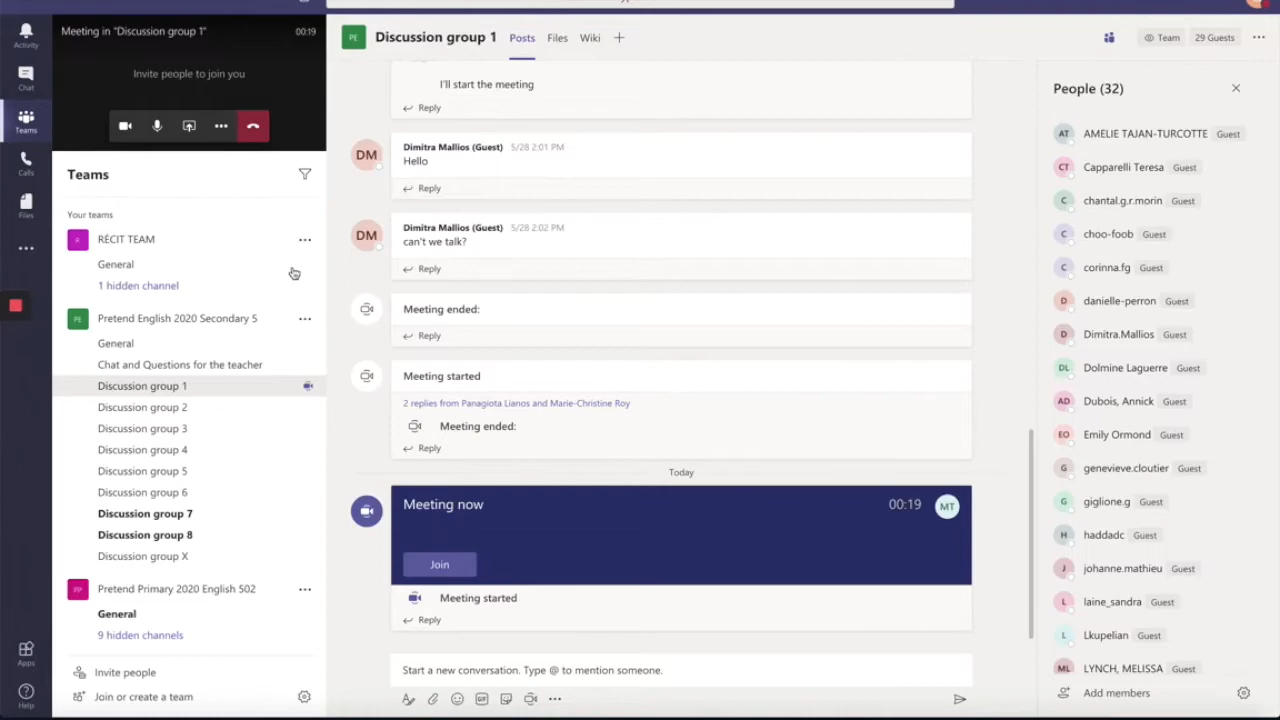 Activity
Chat
Teams
Calls
Files
Apps
Help
Meeting in "Discussion group 1"
00:19
Invite people to join you
Teams
Your teams
R
RÉCIT TEAM
General
1 hidden channel
PE
Pretend English 2020 Secondary 5
General
Chat and Questions for the teacher
Discussion group 1
Discussion group 2
Discussion group 3
Discussion group 4
Discussion group 5
Discussion group 6
Discussion group 7
Discussion group 8
Discussion group X
PP
Pretend Primary 2020 English 502
General
9 hidden channels
Invite people
Join or create a team
PE
Discussion group 1
Posts
Files
Wiki
Team
29 Guests
I'll start the meeting
Reply
DM
Dimitra Mallios (Guest) 5/28 2:01 PM
Hello
Reply
DM
Dimitra Mallios (Guest) 5/28 2:02 PM
can't we talk?
Reply
Meeting ended:
Reply
Meeting started
2 replies from Panagiota Lianos and Marie-Christine Roy
Meeting ended:
Reply
Today
Meeting now
00:19
MT
Join
Meeting started
Reply
Start a new conversation. Type @ to mention someone.
GIF
People (32)
AT AMELIE TAJAN-TURCOTTE Guest
CT Capparelli Teresa Guest
C chantal.g.r.morin Guest
C choo-foob Guest
C corinna.fg Guest
D danielle-perron Guest
D Dimitra.Mallios Guest
DL Dolmine Laguerre Guest
AD Dubois, Annick Guest
EO Emily Ormond Guest
G genevieve.cloutier Guest
G giglione.g Guest
H haddadc Guest
J johanne.mathieu Guest
L laine_sandra Guest
L Lkupelian Guest
ML LYNCH, MELISSA Guest
Add members